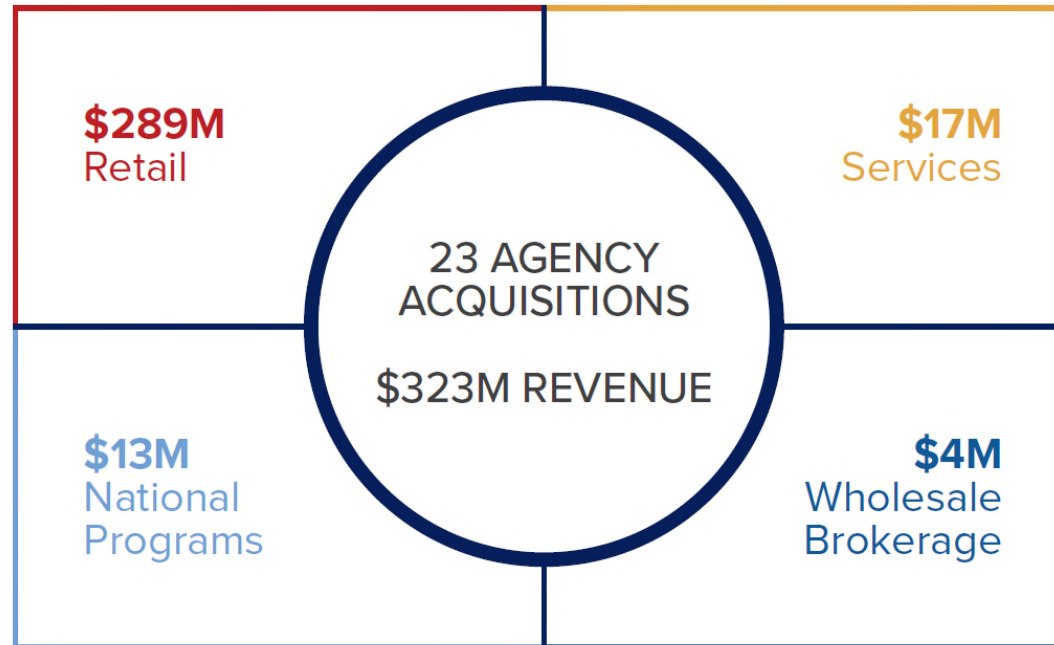 $289M
Retail
$17M
Services
23 AGENCY
ACQUISITIONS
$323M REVENUE
$13M
National
Programs
$4M
Wholesale
Brokerage